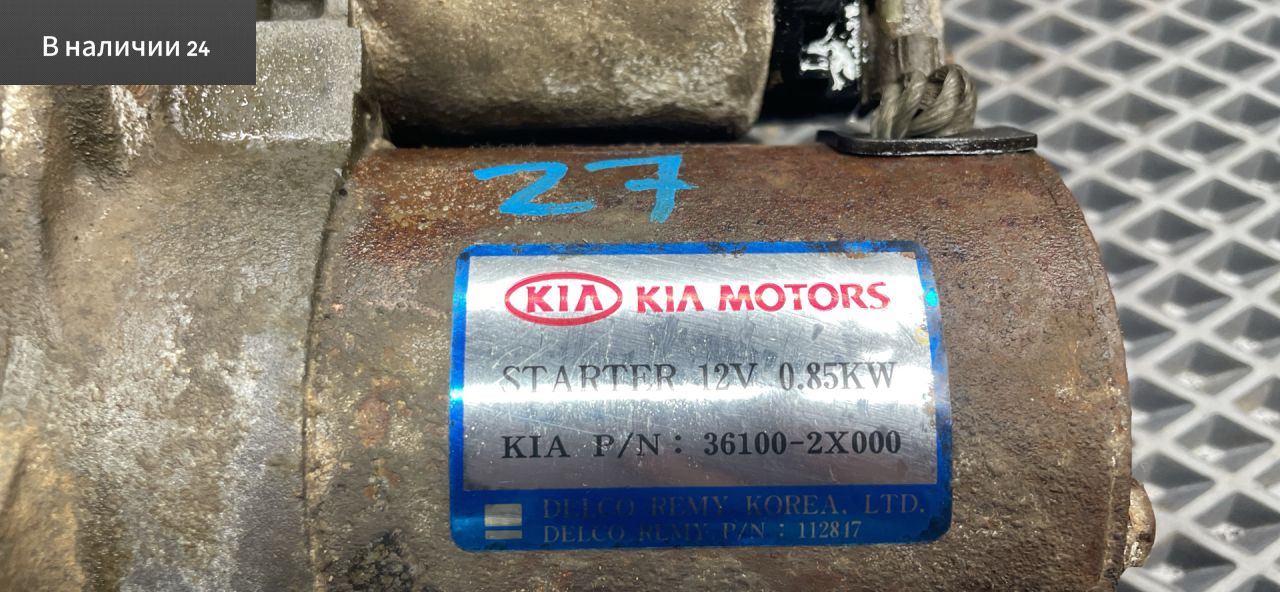 В наличии 24
27
KIA KIA MOTORS
STARTER 12V 0.85KW
KIA P/N : 36100-2X000
DELCO REMY KOREA, LTD.
DELCO REMY P/N : 112847